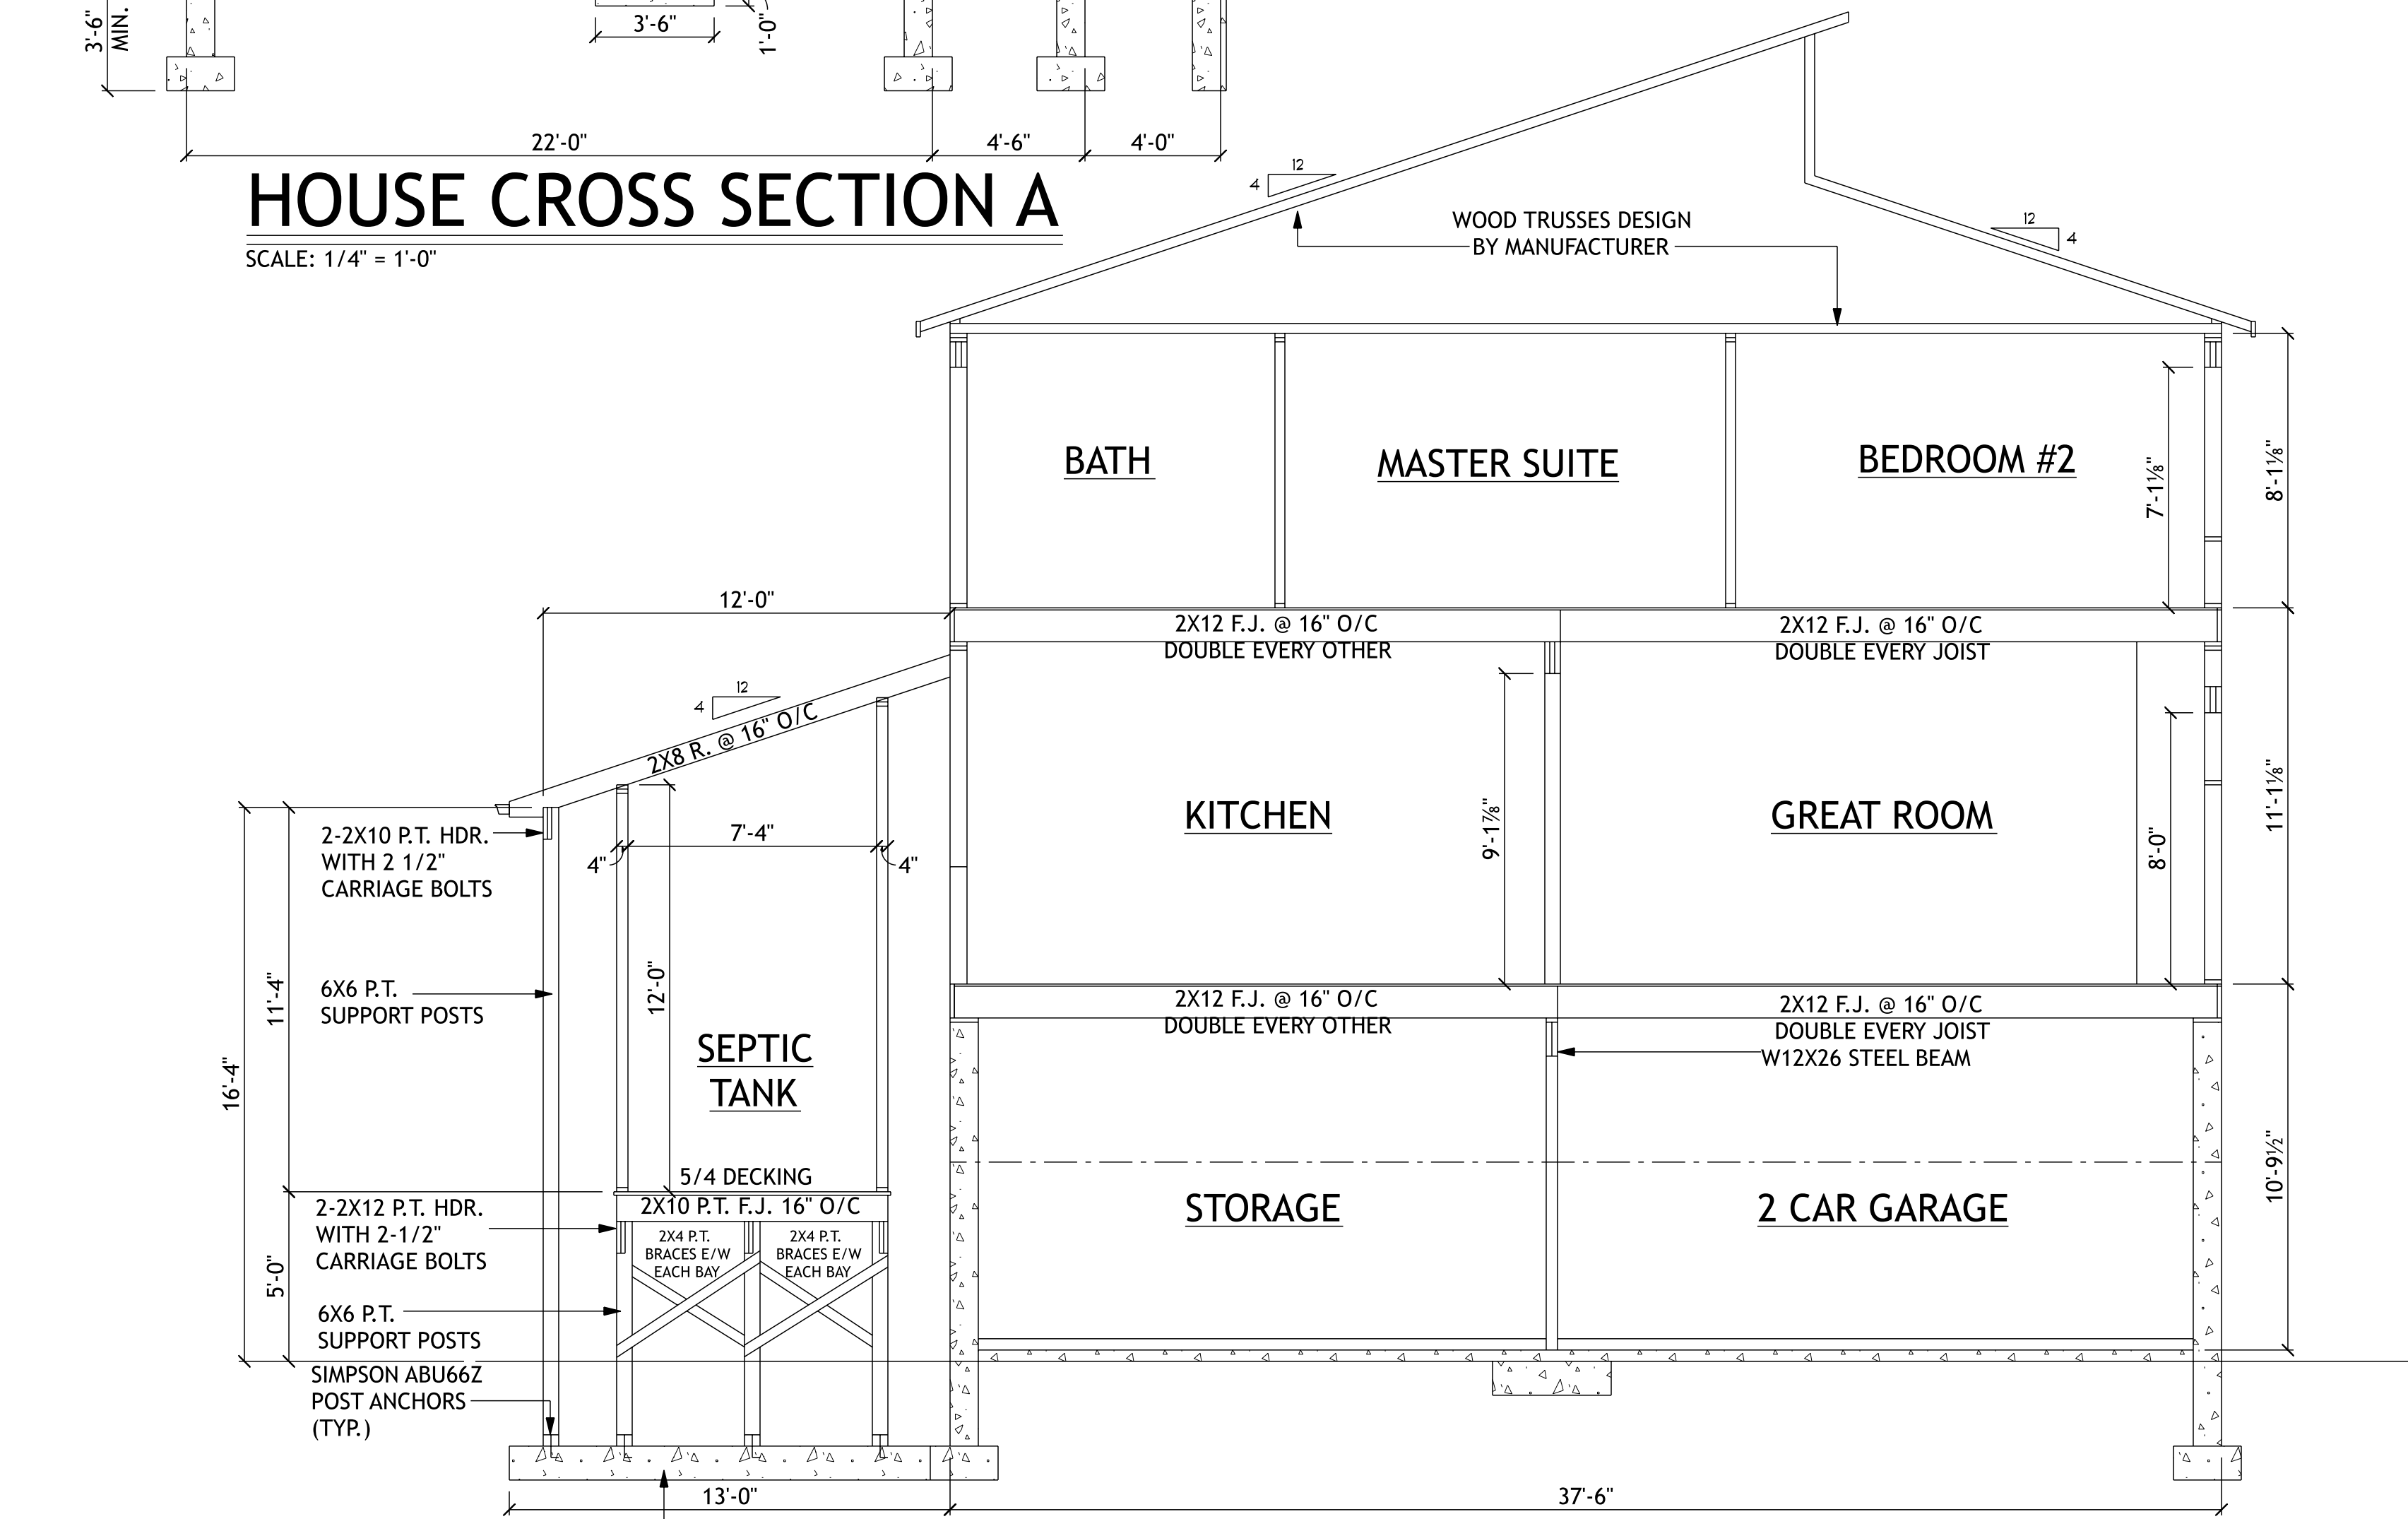 3'-6"
MIN.
3'-6"
1'-0"
22'-0"
4'-6"
4'-0"
HOUSE CROSS SECTION A
SCALE: 1/4" = 1'-0"
12
4
WOOD TRUSSES DESIGN
BY MANUFACTURER
12
4
BATH
MASTER SUITE
BEDROOM #2
7'-1⅛"
8'-1⅛"
12'-0"
2X12 F.J. @ 16" O/C
DOUBLE EVERY OTHER
2X12 F.J. @ 16" O/C
DOUBLE EVERY JOIST
12
4
2X8 R. @ 16" O/C
2-2X10 P.T. HDR.
WITH 2 1/2"
CARRIAGE BOLTS
7'-4"
4"
4"
KITCHEN
9'-1⅞"
GREAT ROOM
8'-0"
11'-1⅛"
11'-4"
6X6 P.T.
SUPPORT POSTS
12'-0"
16'-4"
SEPTIC
TANK
2X12 F.J. @ 16" O/C
DOUBLE EVERY OTHER
2X12 F.J. @ 16" O/C
DOUBLE EVERY JOIST
W12X26 STEEL BEAM
5/4 DECKING
2X10 P.T. F.J. 16" O/C
2-2X12 P.T. HDR.
WITH 2-1/2"
CARRIAGE BOLTS
2X4 P.T.
BRACES E/W
EACH BAY
2X4 P.T.
BRACES E/W
EACH BAY
STORAGE
2 CAR GARAGE
10'-9½"
5'-0"
6X6 P.T.
SUPPORT POSTS
SIMPSON ABU66Z
POST ANCHORS
(TYP.)
13'-0"
37'-6"